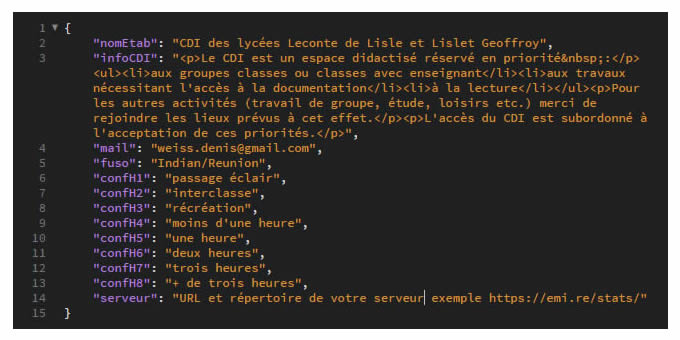 1 {
2 "nomEtab": "CDI des lycées Leconte de Lisle et Lislet Geoffroy",
3 "infoCDI": "<p>Le CDI est un espace didactisé réservé en priorité&nbsp;:</p>
<ul><li>aux groupes classes ou classes avec enseignant</li><li>aux travaux
nécessitant l'accès à la documentation</li><li>à la lecture</li></ul><p>Pour
les autres activités (travail de groupe, étude, loisirs etc.) merci de
rejoindre les lieux prévus à cet effet.</p><p>L'accès du CDI est subordonné à
l'acceptation de ces priorités.</p>",
4 "mail": "weiss.denis@gmail.com",
5 "fuso": "Indian/Reunion",
6 "confH1": "passage éclair",
7 "confH2": "interclasse",
8 "confH3": "récréation",
9 "confH4": "moins d'une heure",
10 "confH5": "une heure",
11 "confH6": "deux heures",
12 "confH7": "trois heures",
13 "confH8": "+ de trois heures",
14 "serveur": "URL et répertoire de votre serveur exemple https://emi.re/stats/"
15 }